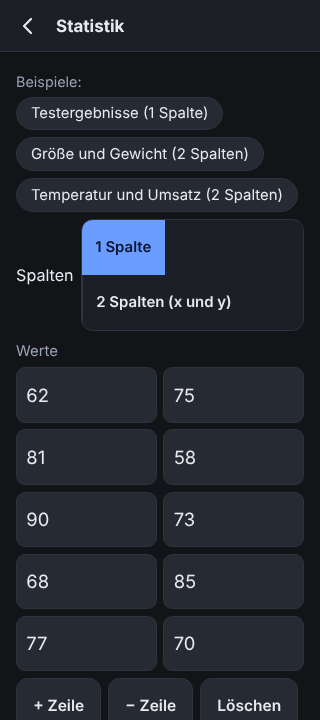 Statistik
Beispiele:
Testergebnisse (1 Spalte)
Größe und Gewicht (2 Spalten)
Temperatur und Umsatz (2 Spalten)
Spalten
1 Spalte
2 Spalten (x und y)
Werte
62 75
81 58
90 73
68 85
77 70
+ Zeile − Zeile Löschen